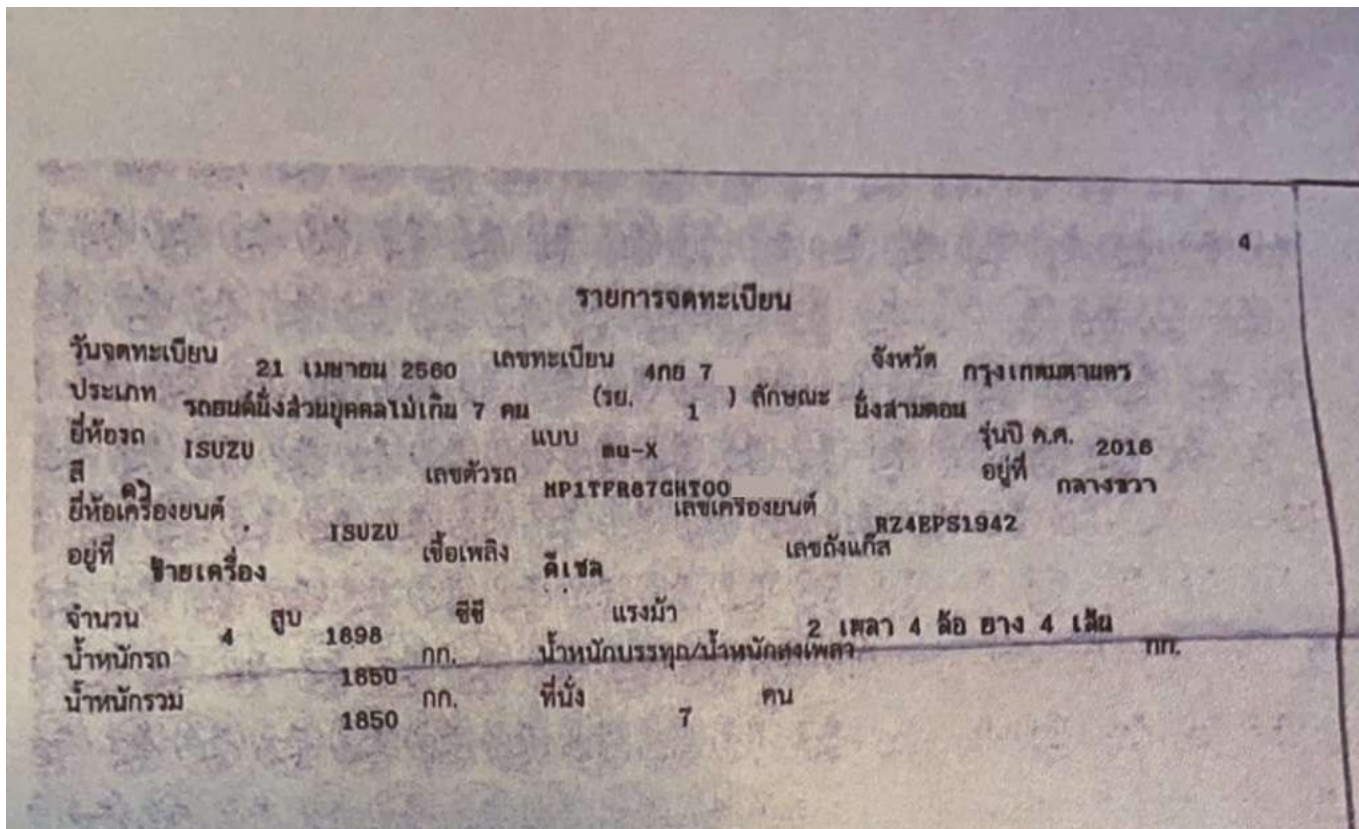 4
รายการจดทะเบียน
วันจดทะเบียน 21 เมษายน 2560 เลขทะเบียน 4กย 7 จังหวัด กรุงเทพมหานคร
ประเภท รถยนต์นั่งส่วนบุคคลไม่เกิน 7 คน (รย. 1 ) ลักษณะ นั่งสามตอน
ยี่ห้อรถ ISUZU แบบ mu-X รุ่นปี ค.ศ. 2016
สี ดำ เลขตัวรถ MP1TFR87GHT00 อยู่ที่ กลางขวา
ยี่ห้อเครื่องยนต์ ISUZU เลขเครื่องยนต์ RZ4EPS1942
อยู่ที่ ซ้ายเครื่อง เชื้อเพลิง ดีเซล เลขถังแก๊ส
จำนวน 4 สูบ 1898 ซีซี แรงม้า 2 เพลา 4 ล้อ ยาง 4 เส้น
น้ำหนักรถ 1850 กก. น้ำหนักบรรทุก/น้ำหนักลงเพลา กก.
น้ำหนักรวม 1850 กก. ที่นั่ง 7 คน